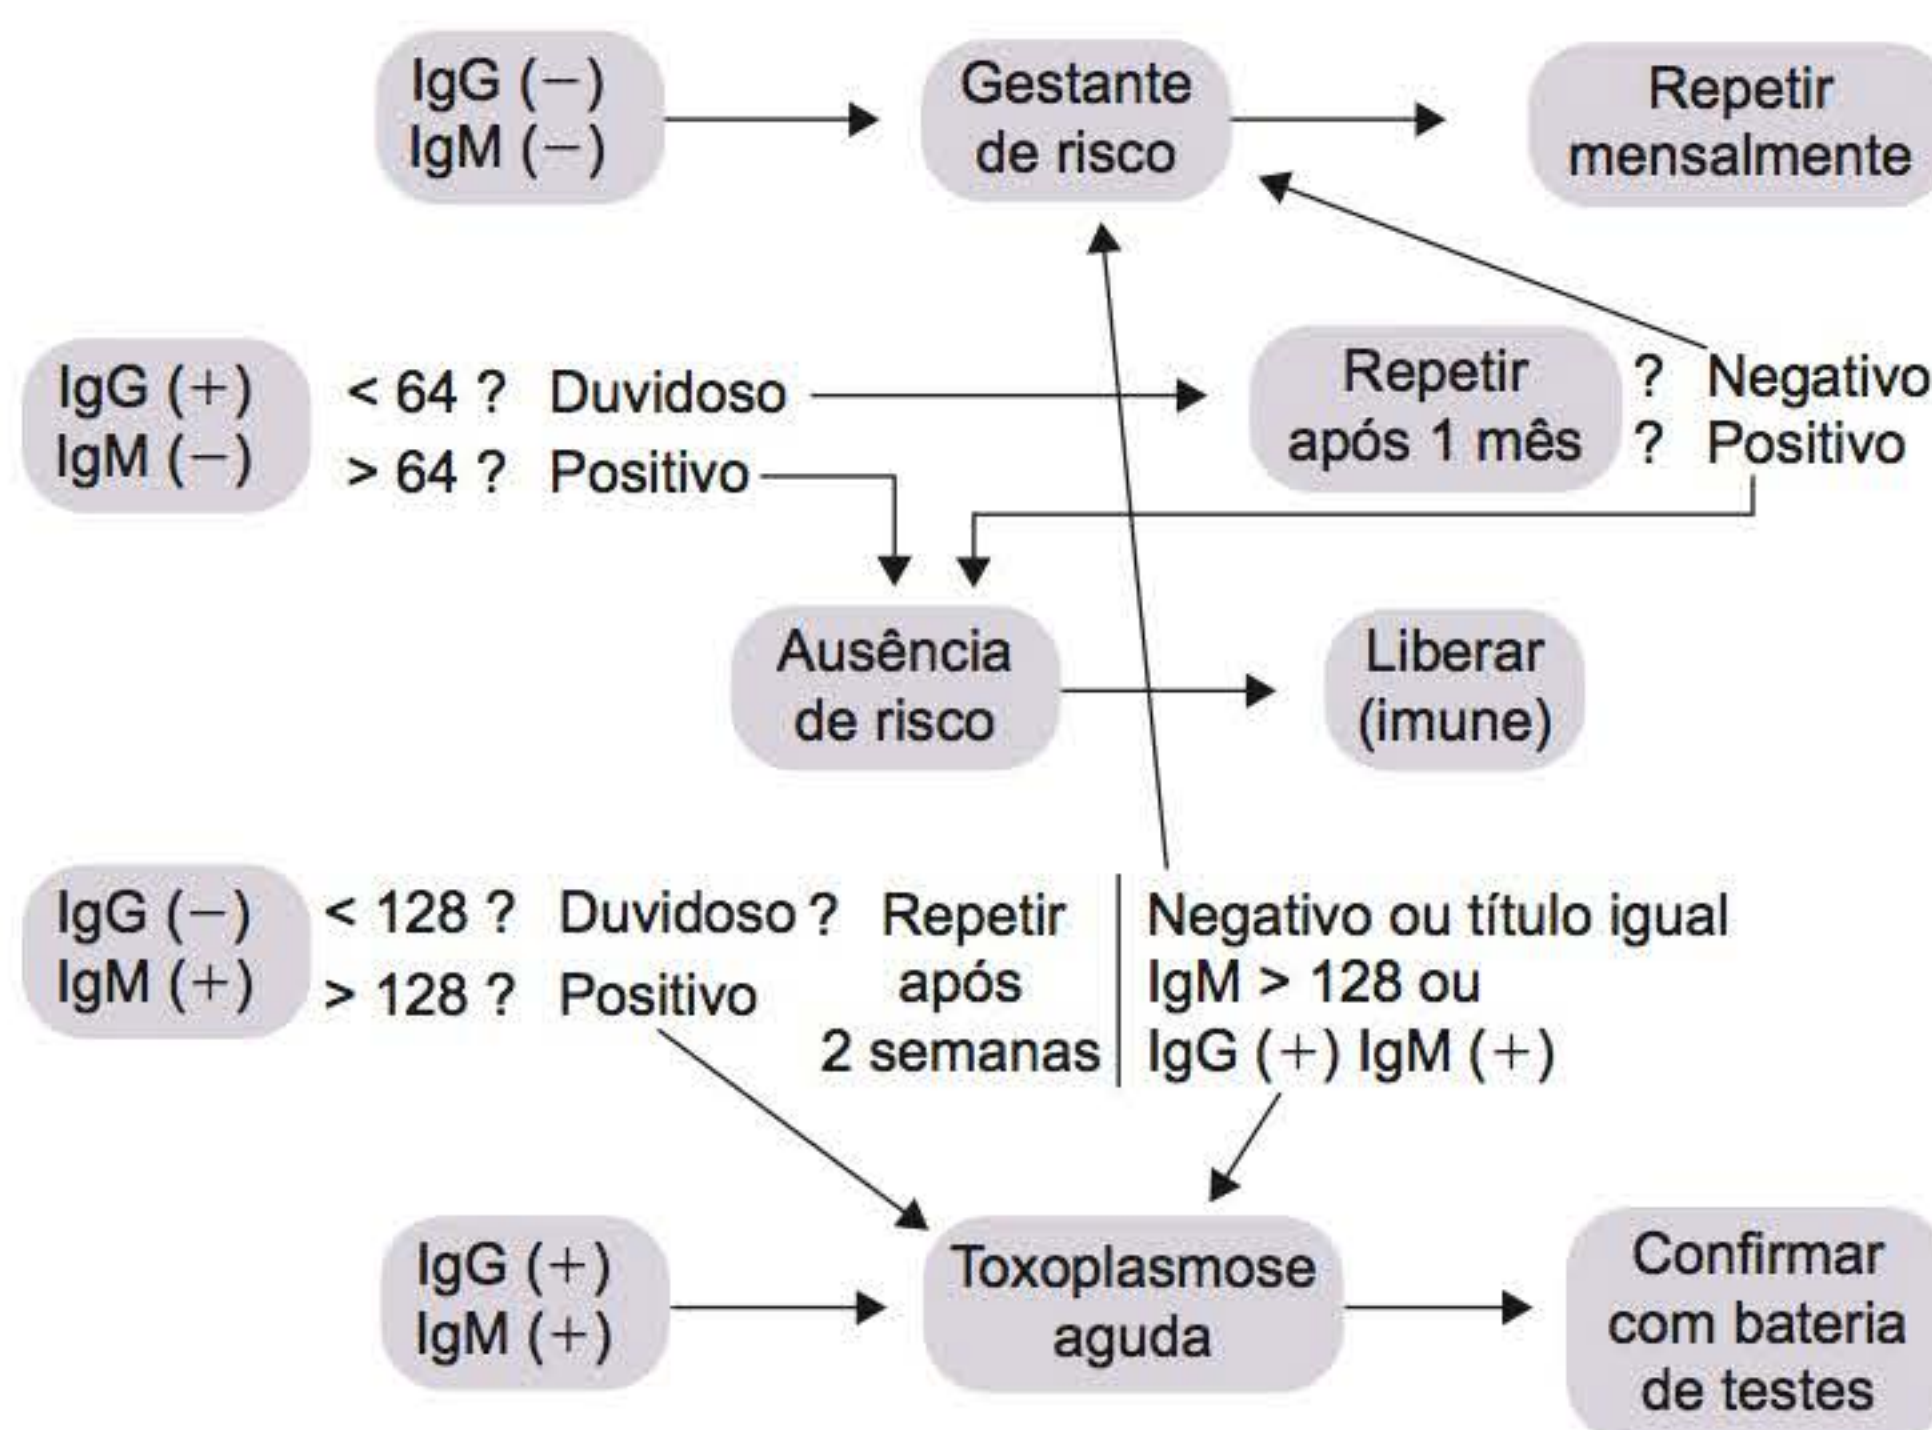 IgG (−)
IgM (−)
Gestante
de risco
Repetir
mensalmente
IgG (+)
IgM (−)
< 64 ? Duvidoso
> 64 ? Positivo
Repetir
após 1 mês
? Negativo
? Positivo
Ausência
de risco
Liberar
(imune)
IgG (−)
IgM (+)
< 128 ? Duvidoso ?
> 128 ? Positivo
Repetir
após
2 semanas
Negativo ou título igual
IgM > 128 ou
IgG (+) IgM (+)
IgG (+)
IgM (+)
Toxoplasmose
aguda
Confirmar
com bateria
de testes